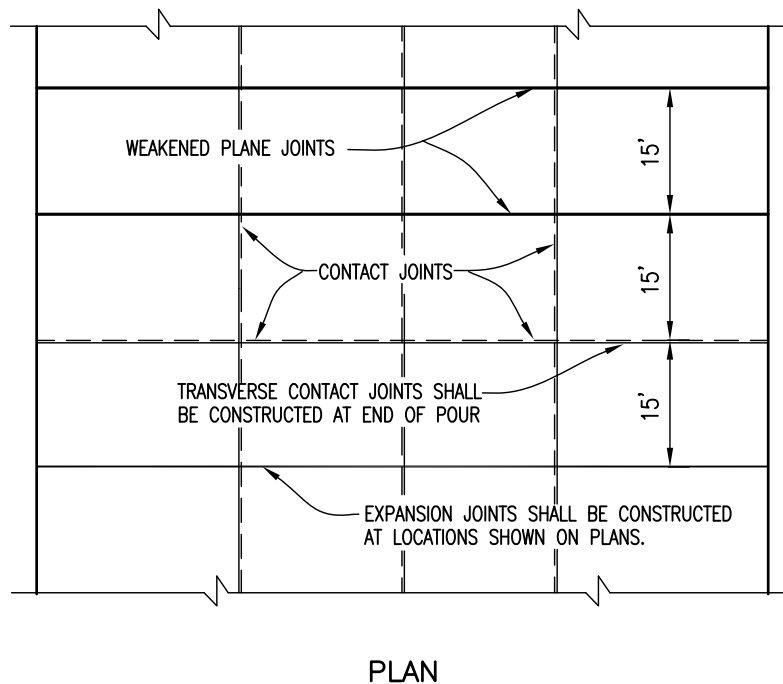 WEAKENED PLANE JOINTS
15'
CONTACT JOINTS
15'
TRANSVERSE CONTACT JOINTS SHALL
BE CONSTRUCTED AT END OF POUR
15'
EXPANSION JOINTS SHALL BE CONSTRUCTED
AT LOCATIONS SHOWN ON PLANS.
PLAN